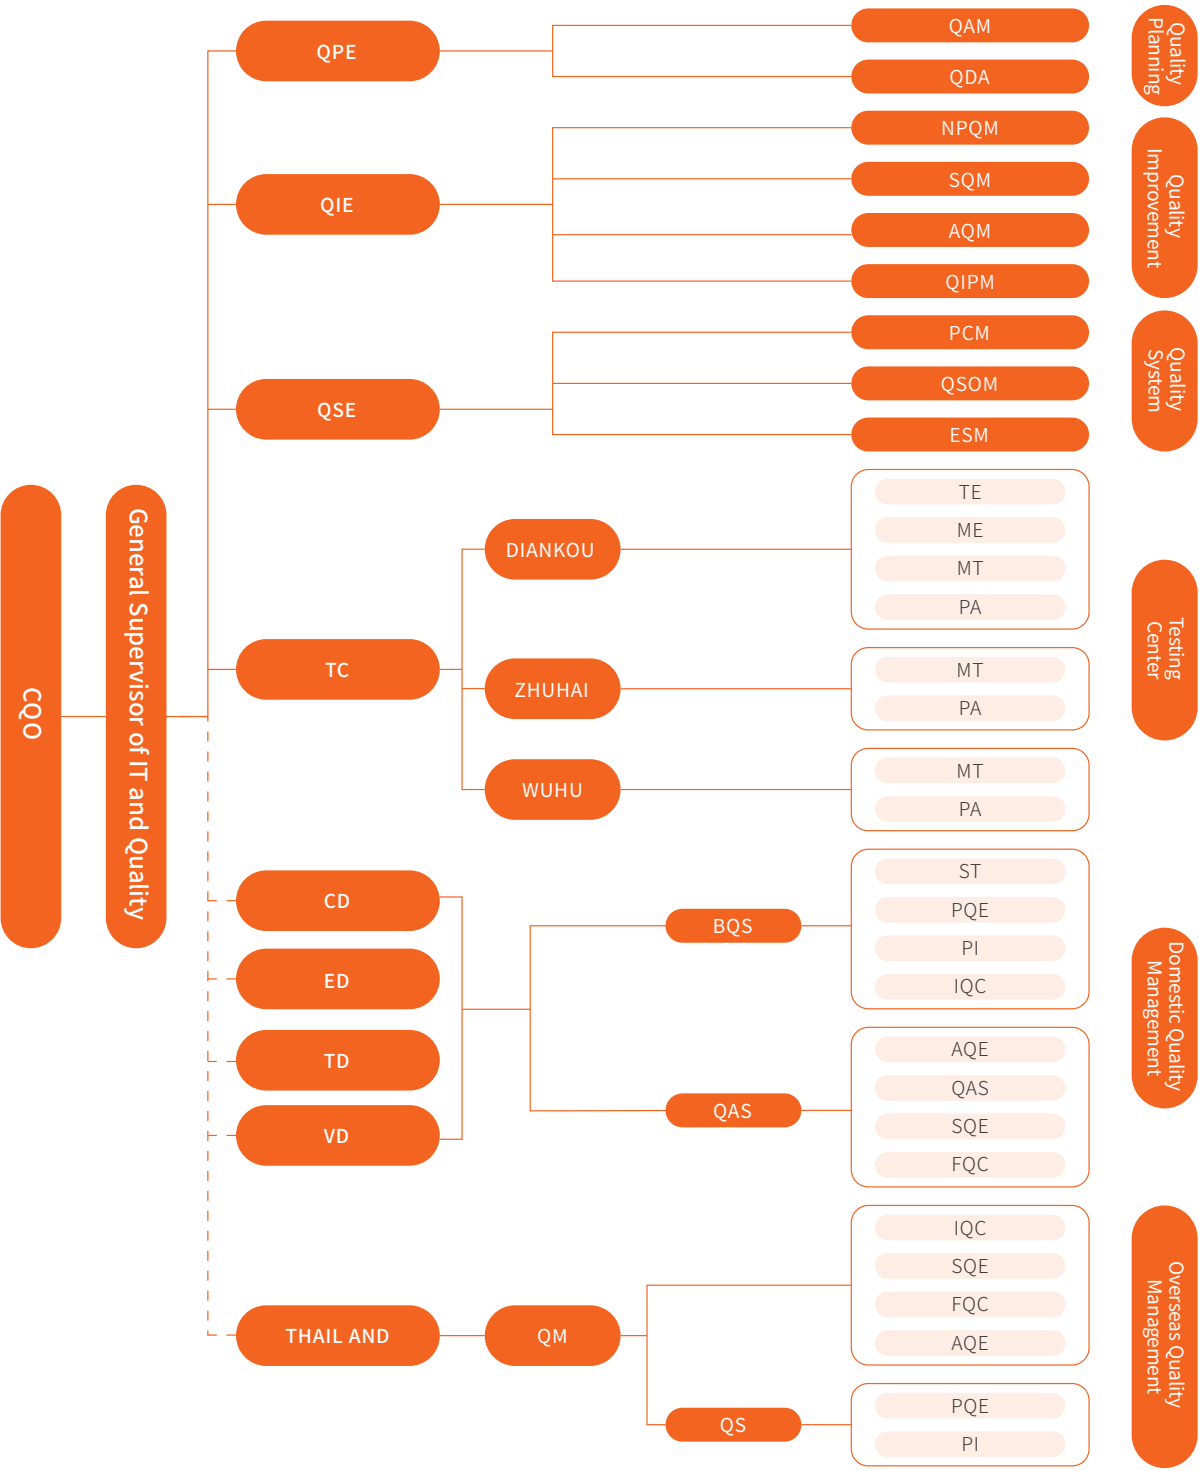 CQO
General Supervisor of IT and Quality
QPE
QAM
QDA
Quality
Planning
QIE
NPQM
SQM
AQM
QIPM
Quality
Improvement
QSE
PCM
QSOM
ESM
Quality
System
TC
DIANKOU
TE
ME
MT
PA
ZHUHAI
MT
PA
WUHU
MT
PA
Testing
Center
CD
ED
TD
VD
BQS
ST
PQE
PI
IQC
QAS
AQE
QAS
SQE
FQC
Domestic Quality
Management
THAIL AND
QM
IQC
SQE
FQC
AQE
QS
PQE
PI
Overseas Quality
Management